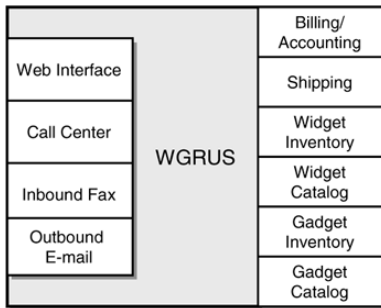 Web Interface
Call Center
Inbound Fax
Outbound
E-mail
WGRUS
Billing/
Accounting
Shipping
Widget
Inventory
Widget
Catalog
Gadget
Inventory
Gadget
Catalog